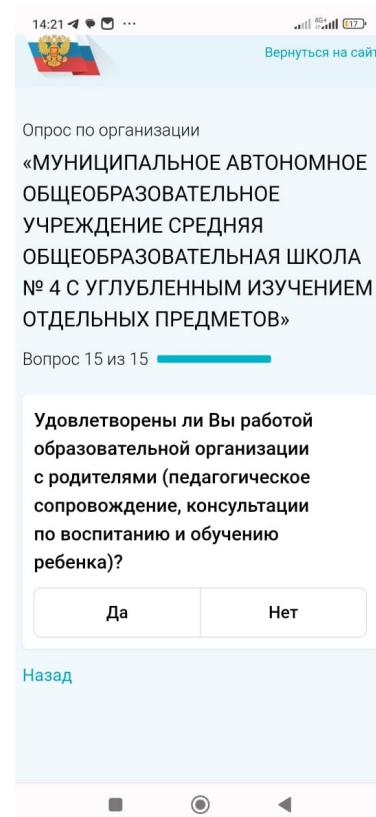 14:21
4G+
17
Вернуться на сайт
Опрос по организации
«МУНИЦИПАЛЬНОЕ АВТОНОМНОЕ
ОБЩЕОБРАЗОВАТЕЛЬНОЕ
УЧРЕЖДЕНИЕ СРЕДНЯЯ
ОБЩЕОБРАЗОВАТЕЛЬНАЯ ШКОЛА
№ 4 С УГЛУБЛЕННЫМ ИЗУЧЕНИЕМ
ОТДЕЛЬНЫХ ПРЕДМЕТОВ»
Вопрос 15 из 15
Удовлетворены ли Вы работой
образовательной организации
с родителями (педагогическое
сопровождение, консультации
по воспитанию и обучению
ребенка)?
Да Нет
Назад